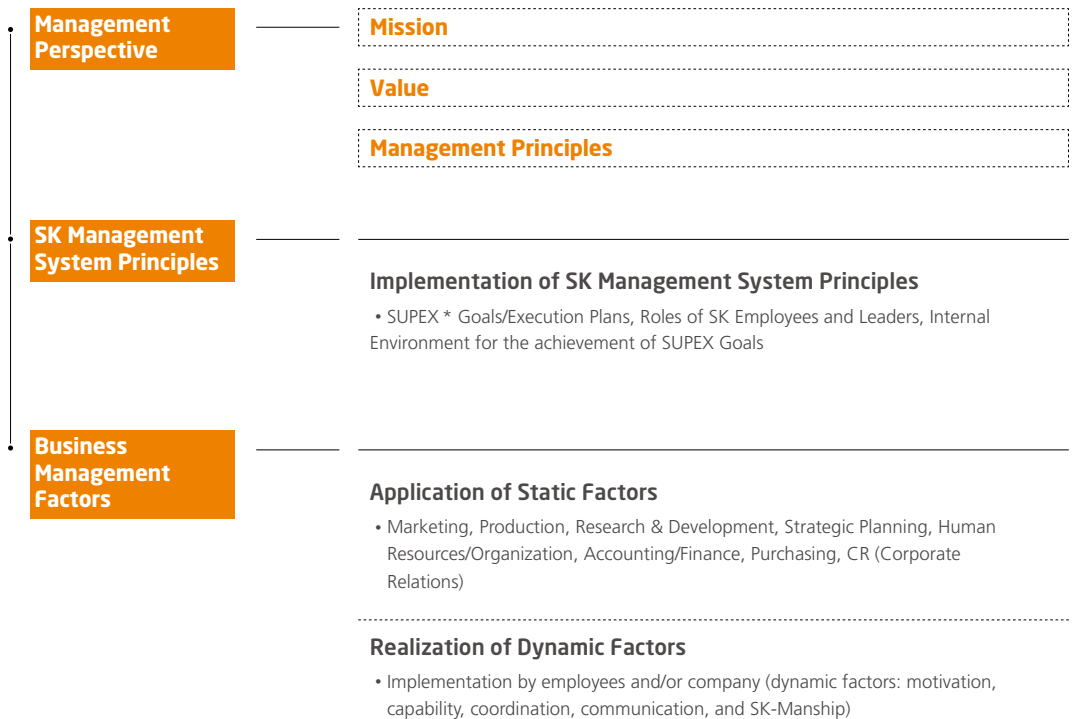 Management
Perspective
Mission
Value
Management Principles
SK Management
System Principles
Implementation of SK Management System Principles
• SUPEX * Goals/Execution Plans, Roles of SK Employees and Leaders, Internal
Environment for the achievement of SUPEX Goals
Business
Management
Factors
Application of Static Factors
• Marketing, Production, Research & Development, Strategic Planning, Human
Resources/Organization, Accounting/Finance, Purchasing, CR (Corporate
Relations)
Realization of Dynamic Factors
• Implementation by employees and/or company (dynamic factors: motivation,
capability, coordination, communication, and SK-Manship)